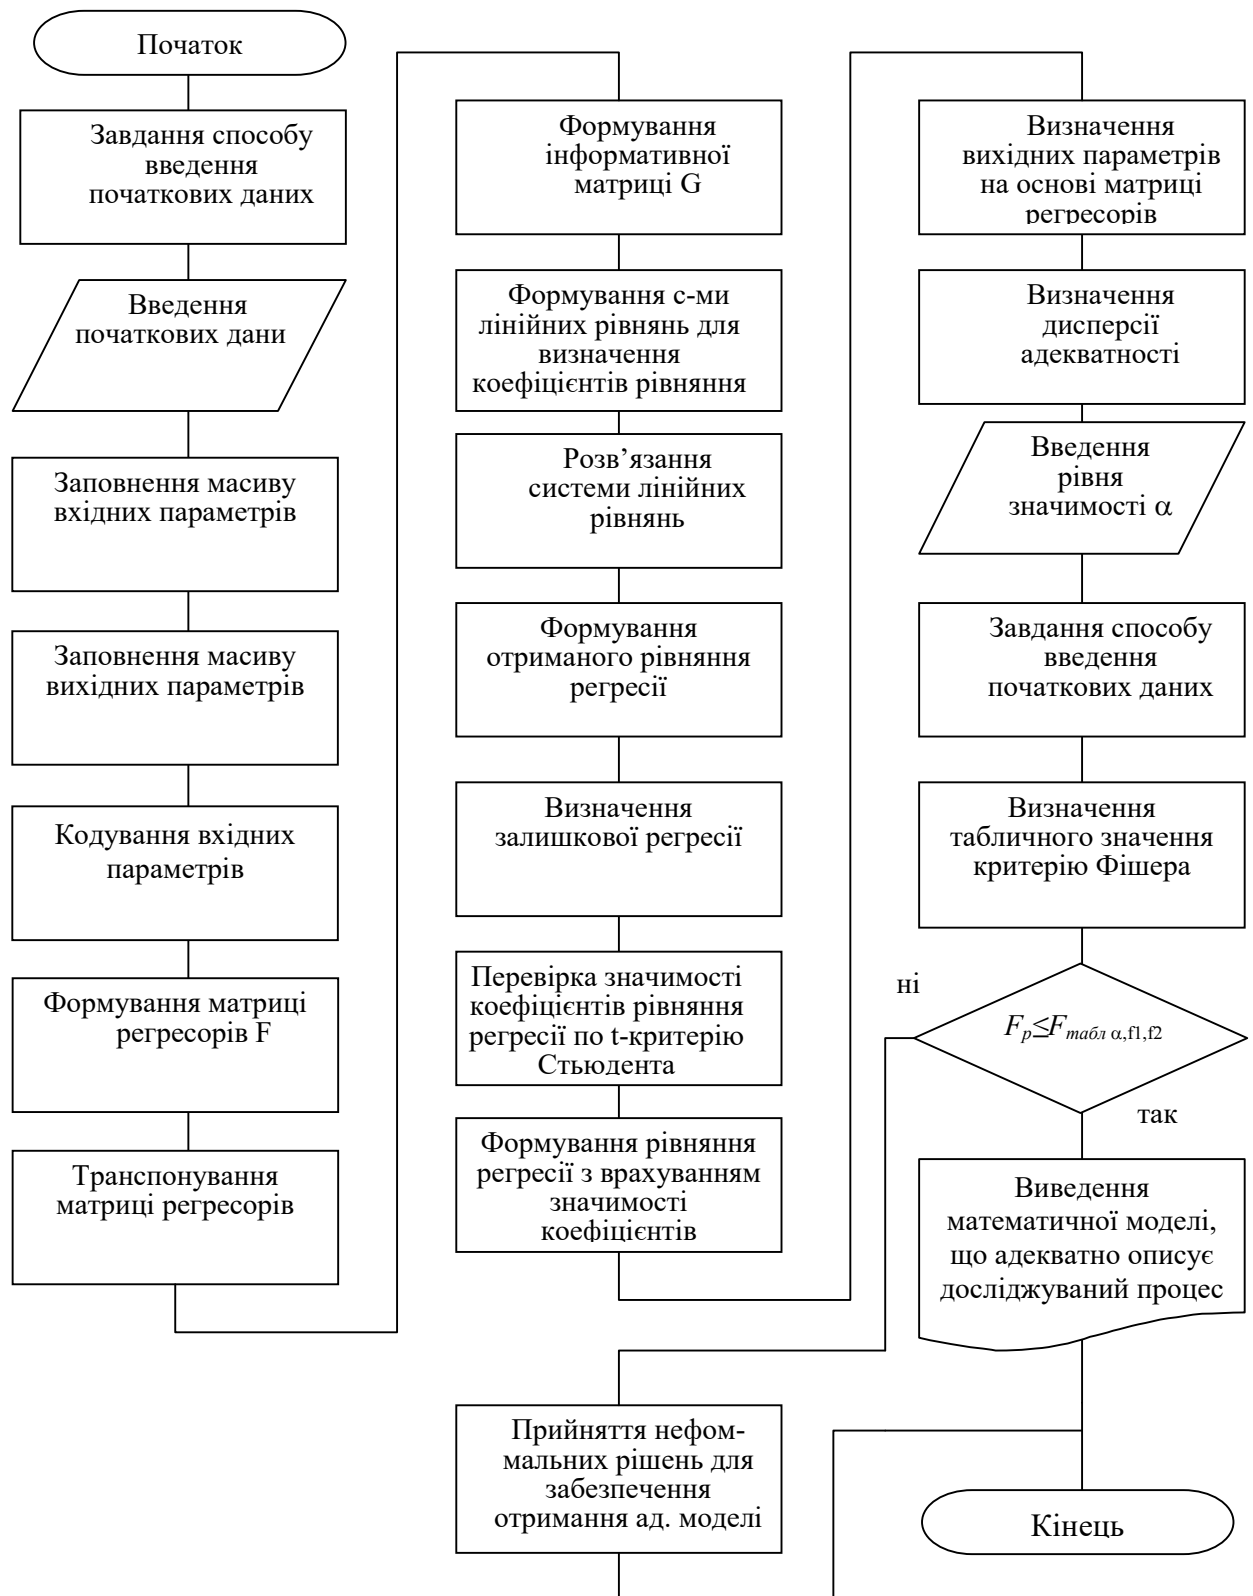 Початок
Завдання способу
введення
початкових даних
Введення
початкових дани
Заповнення масиву
вхідних параметрів
Заповнення масиву
вихідних параметрів
Кодування вхідних
параметрів
Формування матриці
регресорів F
Транспонування
матриці регресорів
Формування
інформативної
матриці G
Формування с-ми
лінійних рівнянь для
визначення
коефіцієнтів рівняння
Розв’язання
системи лінійних
рівнянь
Формування
отриманого рівняння
регресії
Визначення
залишкової регресії
Перевірка значимості
коефіцієнтів рівняння
регресії по t-критерію
Стьюдента
Формування рівняння
регресії з врахуванням
значимості
коефіцієнтів
Визначення
вихідних параметрів
на основі матриці
регресорів
Визначення
дисперсії
адекватності
Введення
рівня
значимості α
Завдання способу
введення
початкових даних
Визначення
табличного значення
критерію Фішера
ні
Fp≤Fтабл α,f1,f2
так
Виведення
математичної моделі,
що адекватно описує
досліджуваний процес
Прийняття нефом-
мальних рішень для
забезпечення
отримання ад. моделі
Кінець